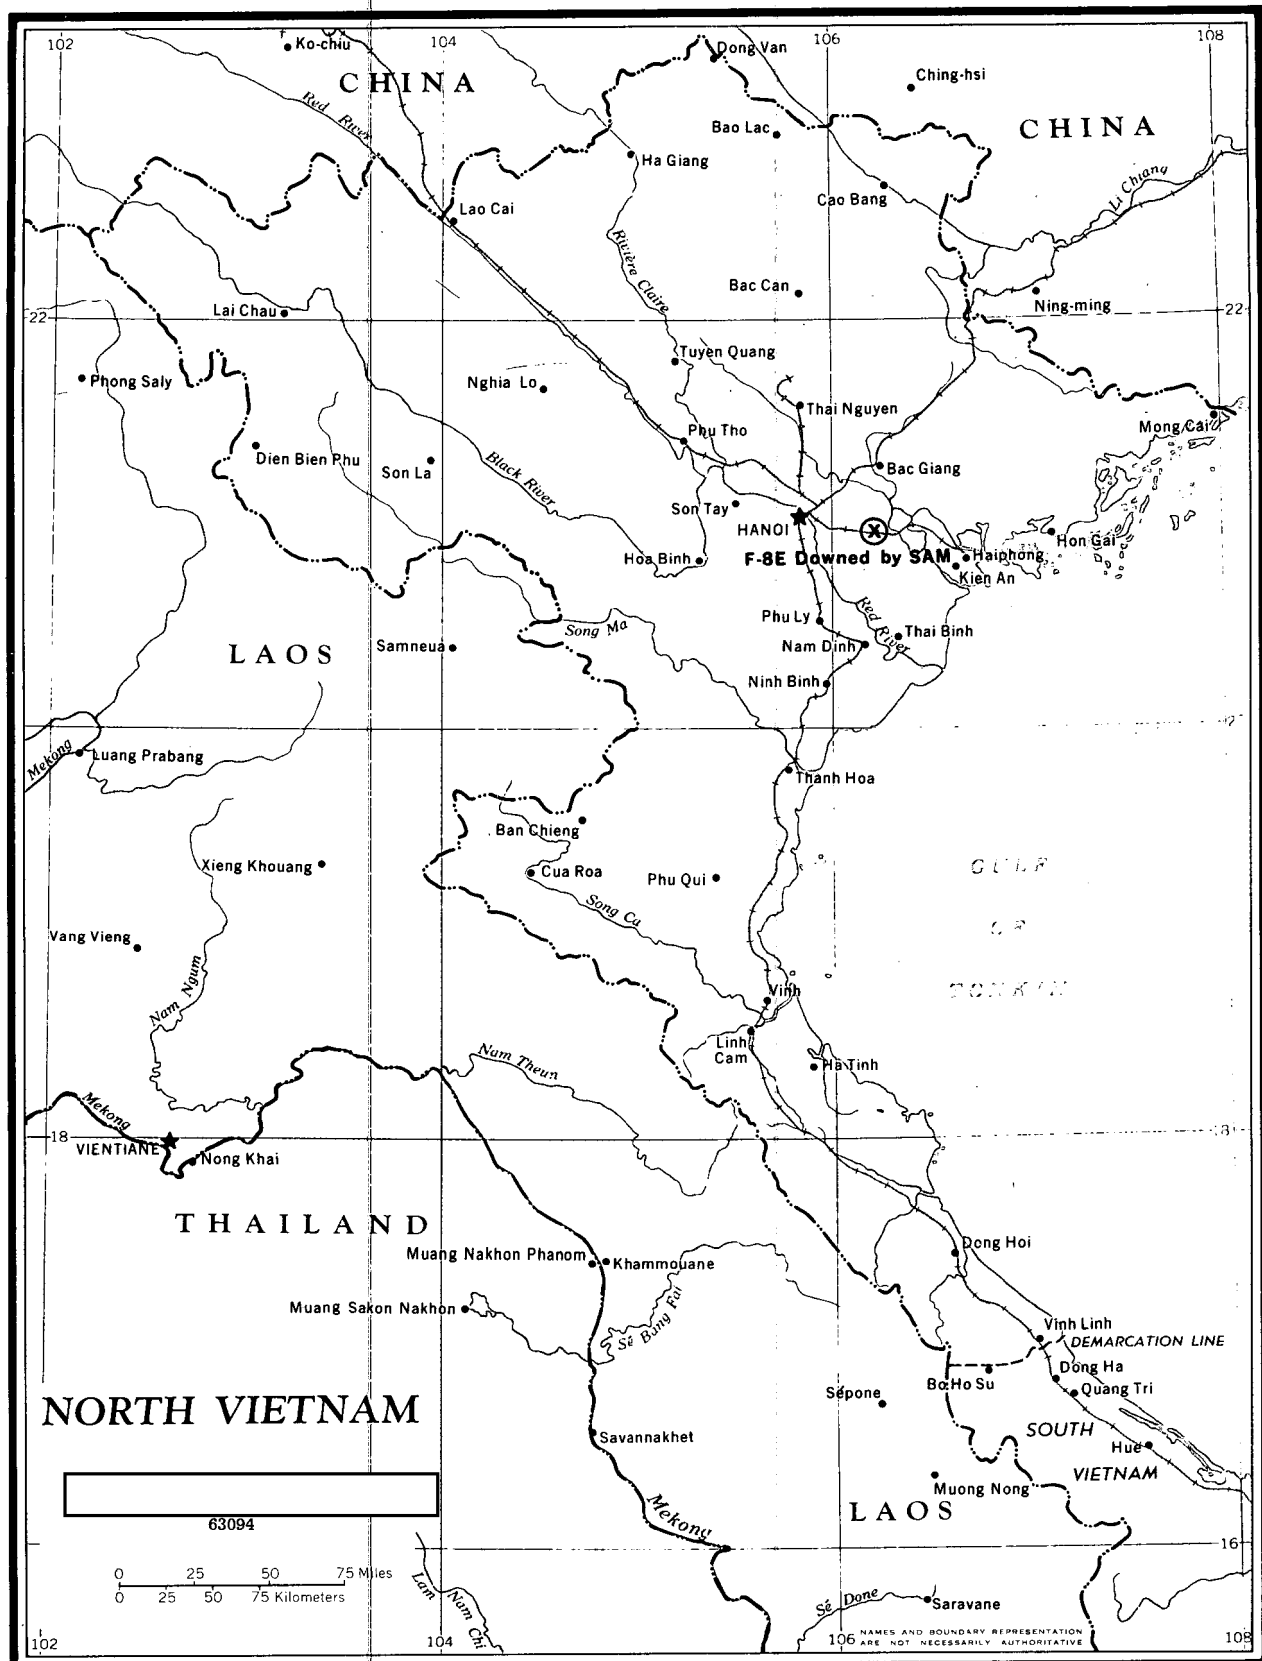 102
104
106
108
Ko-chiu
Dong Van
Ching-hsi
CHINA
Red River
Bao Lac
CHINA
Ha Giang
Li Chiang
Cao Bang
Lao Cai
Rivière Claire
Bac Can
Ning-ming
Lai Chau
22
22
Tuyen Quang
Phong Saly
Nghia Lo
Thai Nguyen
Mong Cai
Phu Tho
Dien Bien Phu
Son La
Black River
Bac Giang
Son Tay
HANOI
X
Hon Gai
Hoa Binh
F-8E Downed by SAM
Haiphong
Kien An
Red River
Phu Ly
Thai Binh
Song Ma
Nam Dinh
LAOS
Samneua
Ninh Binh
Mekong
Luang Prabang
Thanh Hoa
Ban Chieng
Xieng Khouang
Cua Roa
Phu Qui
GULF
OF
TONKIN
Song Ca
Vang Vieng
Nam Ngum
Vinh
Linh
Cam
Ha Tinh
Nam Theun
Mekong
18
18
VIENTIANE
Nong Khai
THAILAND
Dong Hoi
Muang Nakhon Phanom
Khammouane
Muang Sakon Nakhon
Sé Bang Fai
Vinh Linh
DEMARCATION LINE
Dong Ha
Bo Ho Su
Quang Tri
Sépone
NORTH VIETNAM
SOUTH
VIETNAM
Hue
Savannakhet
Muong Nong
LAOS
Mekong
63094
16
0 25 50 75 Miles
0 25 50 75 Kilometers
Lam
Nam Chi
Sé Done
Saravane
NAMES AND BOUNDARY REPRESENTATION
ARE NOT NECESSARILY AUTHORITATIVE
102
104
106
108